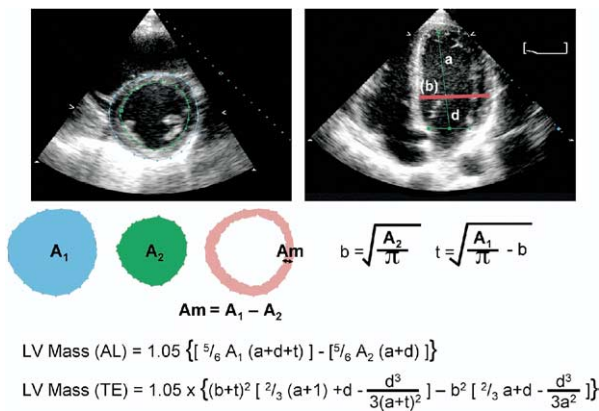 a
(b)
d
A₁
A₂
Am
b = √(A₂/π)
t = √(A₁/π) - b
Am = A₁ – A₂
LV Mass (AL) = 1.05 {[ ⁵/₆ A₁ (a+d+t) ] - [⁵/₆ A₂ (a+d) ]}
LV Mass (TE) = 1.05 x {(b+t)² [ ²/₃ (a+1) +d - d³/3(a+t)² ] – b² [ ²/₃ a+d - d³/3a² ]}